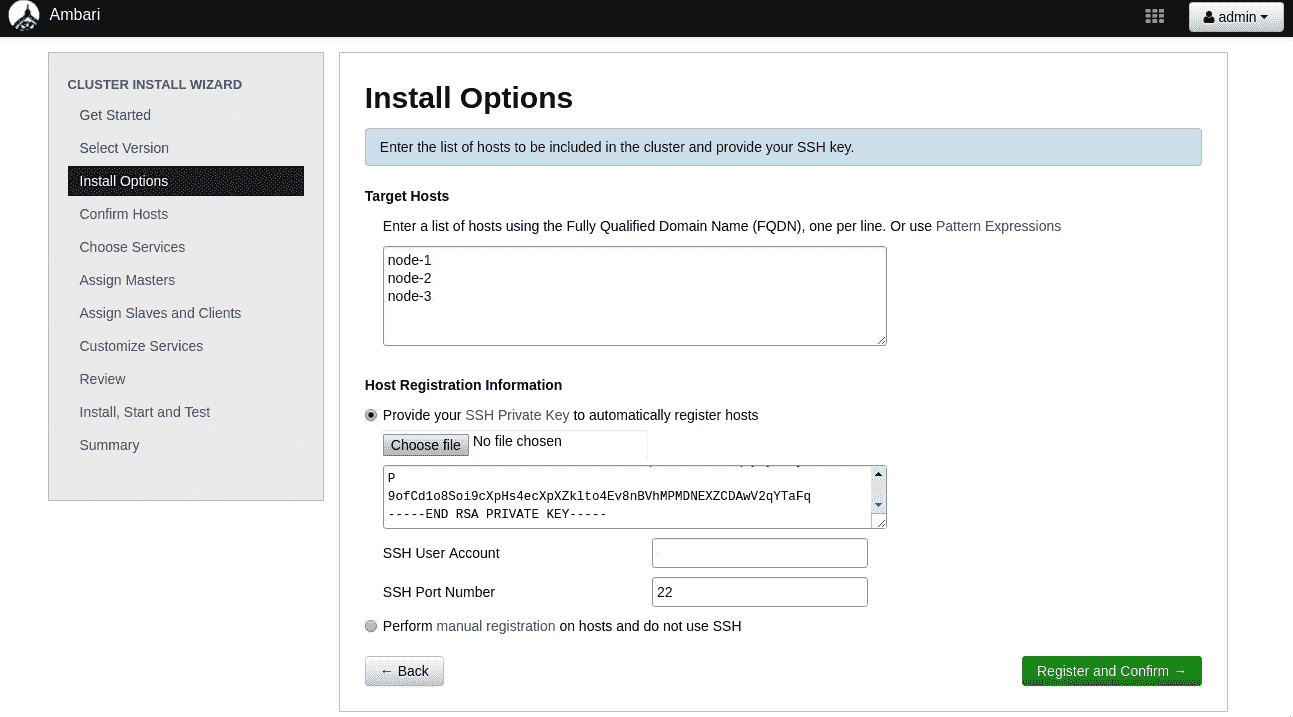 Ambari
admin
CLUSTER INSTALL WIZARD
Get Started
Select Version
Install Options
Confirm Hosts
Choose Services
Assign Masters
Assign Slaves and Clients
Customize Services
Review
Install, Start and Test
Summary
Install Options
Enter the list of hosts to be included in the cluster and provide your SSH key.
Target Hosts
Enter a list of hosts using the Fully Qualified Domain Name (FQDN), one per line. Or use Pattern Expressions
node-1
node-2
node-3
Host Registration Information
Provide your SSH Private Key to automatically register hosts
Choose file No file chosen
P
9ofCd1o8Soi9cXpHs4ecXpXZklto4Ev8nBVhMPMDNEXZCDAwV2qYTaFq
-----END RSA PRIVATE KEY-----
SSH User Account
SSH Port Number 22
Perform manual registration on hosts and do not use SSH
← Back
Register and Confirm →